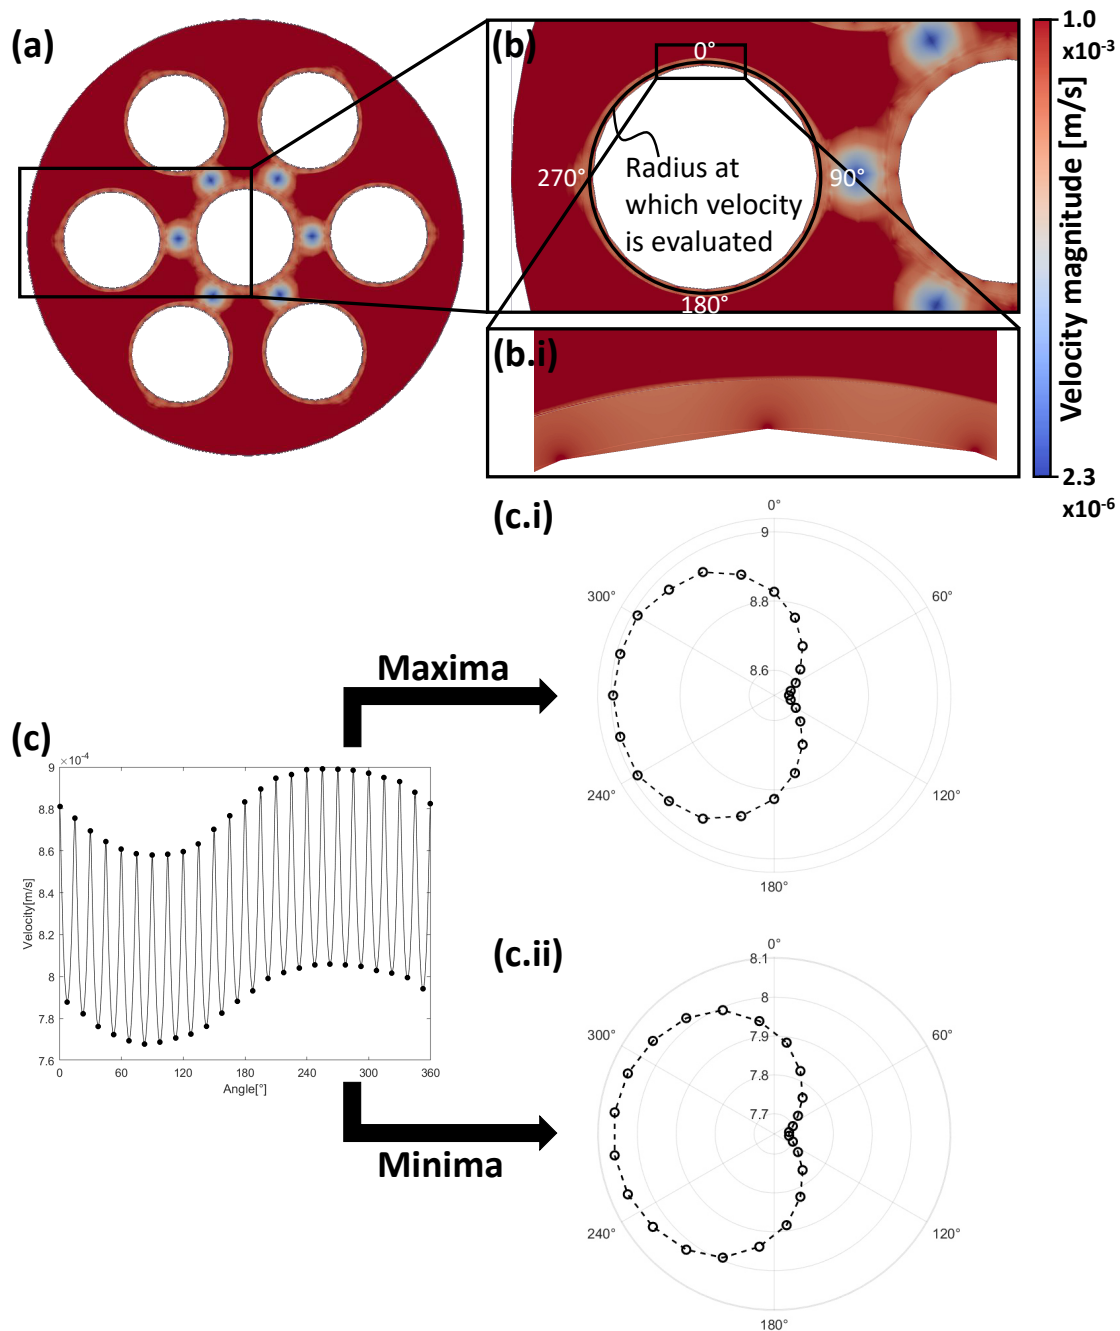 (a)
(b)
0°
270°
90°
180°
Radius at
which velocity
is evaluated
(b.i)
1.0
x10-3
Velocity magnitude [m/s]
2.3
x10-6
(c.i)
0°
9
8.8
8.6
300°
60°
240°
120°
180°
Maxima
(c)
×10-4
9
8.8
8.6
8.4
8.2
8
7.8
7.6
Velocity[m/s]
0
60
120
180
240
300
360
Angle[°]
Minima
(c.ii)
0°
8.1
8
7.9
7.8
7.7
300°
60°
240°
120°
180°